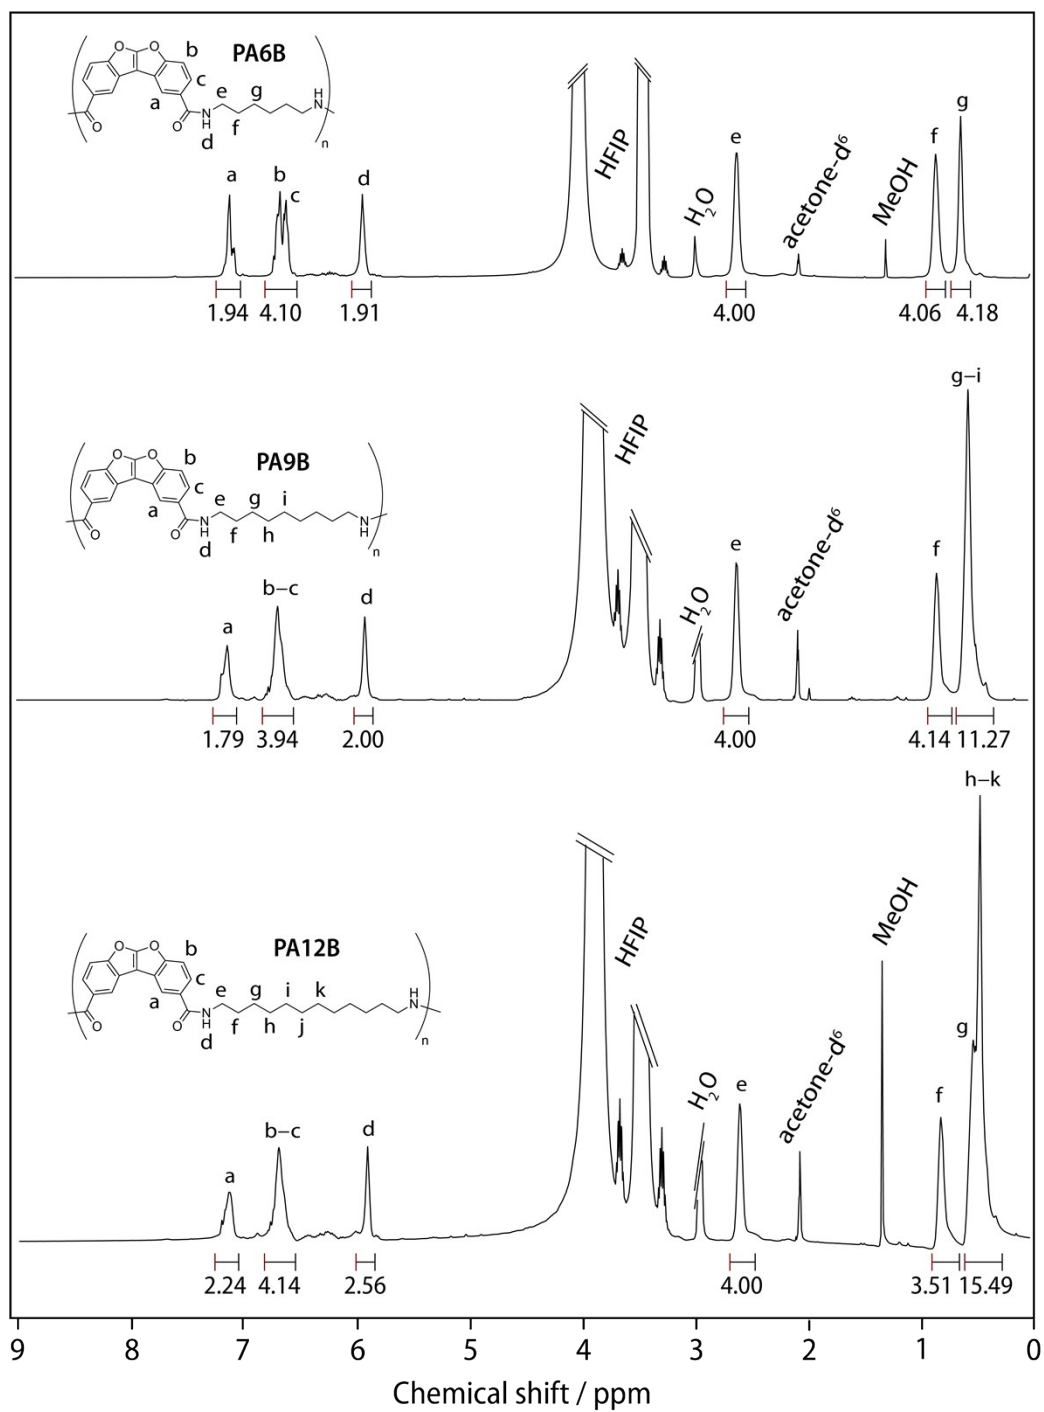 PA6B
O O
b
c
a
e
g
H
N
O
O
N
H
f
d
n
a
b
c
d
HFIP
H2O
e
acetone-d6
MeOH
f
g
1.94 4.10 1.91 4.00 4.06 4.18
PA9B
O O
b
c
a
e g i
O
O
N
H
f h
N
H
d
n
a
b–c
d
HFIP
H2O
e
acetone-d6
f
g–i
1.79 3.94 2.00 4.00 4.14 11.27
PA12B
O O
b
c
a
e g i k
H
N
O
O
N
H
f h j
d
n
a
b–c
d
HFIP
H2O
e
acetone-d6
MeOH
f
g
h–k
2.24 4.14 2.56 4.00 3.51 15.49
9 8 7 6 5 4 3 2 1 0
Chemical shift / ppm